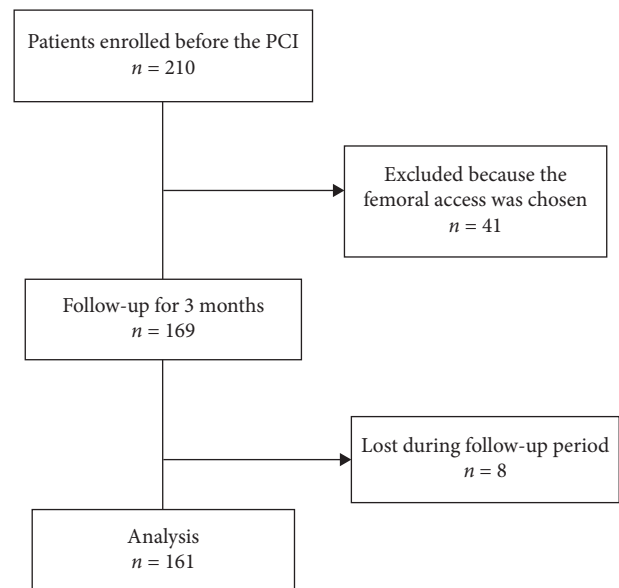 Patients enrolled before the PCI
n = 210
Excluded because the
femoral access was chosen
n = 41
Follow-up for 3 months
n = 169
Lost during follow-up period
n = 8
Analysis
n = 161